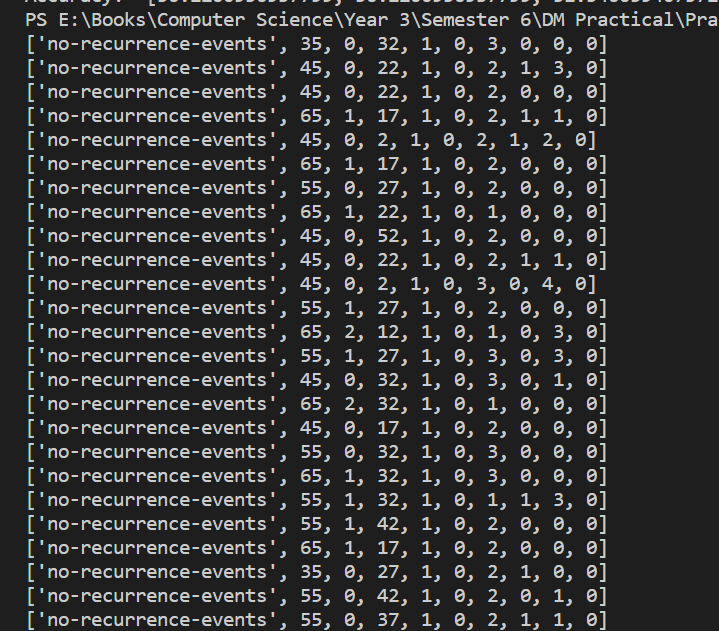 PS E:\Books\Computer Science\Year 3\Semester 6\DM Practical\Pra
['no-recurrence-events', 35, 0, 32, 1, 0, 3, 0, 0, 0]
['no-recurrence-events', 45, 0, 22, 1, 0, 2, 1, 3, 0]
['no-recurrence-events', 45, 0, 22, 1, 0, 2, 0, 0, 0]
['no-recurrence-events', 65, 1, 17, 1, 0, 2, 1, 1, 0]
['no-recurrence-events', 45, 0, 2, 1, 0, 2, 1, 2, 0]
['no-recurrence-events', 65, 1, 17, 1, 0, 2, 0, 0, 0]
['no-recurrence-events', 55, 0, 27, 1, 0, 2, 0, 0, 0]
['no-recurrence-events', 65, 1, 22, 1, 0, 1, 0, 0, 0]
['no-recurrence-events', 45, 0, 52, 1, 0, 2, 0, 0, 0]
['no-recurrence-events', 45, 0, 22, 1, 0, 2, 1, 1, 0]
['no-recurrence-events', 45, 0, 2, 1, 0, 3, 0, 4, 0]
['no-recurrence-events', 55, 1, 27, 1, 0, 2, 0, 0, 0]
['no-recurrence-events', 65, 2, 12, 1, 0, 1, 0, 3, 0]
['no-recurrence-events', 55, 1, 27, 1, 0, 3, 0, 3, 0]
['no-recurrence-events', 45, 0, 32, 1, 0, 3, 0, 1, 0]
['no-recurrence-events', 65, 2, 32, 1, 0, 1, 0, 0, 0]
['no-recurrence-events', 45, 0, 17, 1, 0, 2, 0, 0, 0]
['no-recurrence-events', 55, 0, 32, 1, 0, 3, 0, 0, 0]
['no-recurrence-events', 65, 1, 32, 1, 0, 3, 0, 0, 0]
['no-recurrence-events', 55, 1, 32, 1, 0, 1, 1, 3, 0]
['no-recurrence-events', 55, 1, 42, 1, 0, 2, 0, 0, 0]
['no-recurrence-events', 65, 1, 17, 1, 0, 2, 0, 0, 0]
['no-recurrence-events', 35, 0, 27, 1, 0, 2, 1, 0, 0]
['no-recurrence-events', 55, 0, 42, 1, 0, 2, 0, 1, 0]
['no-recurrence-events', 55, 0, 37, 1, 0, 2, 1, 1, 0]